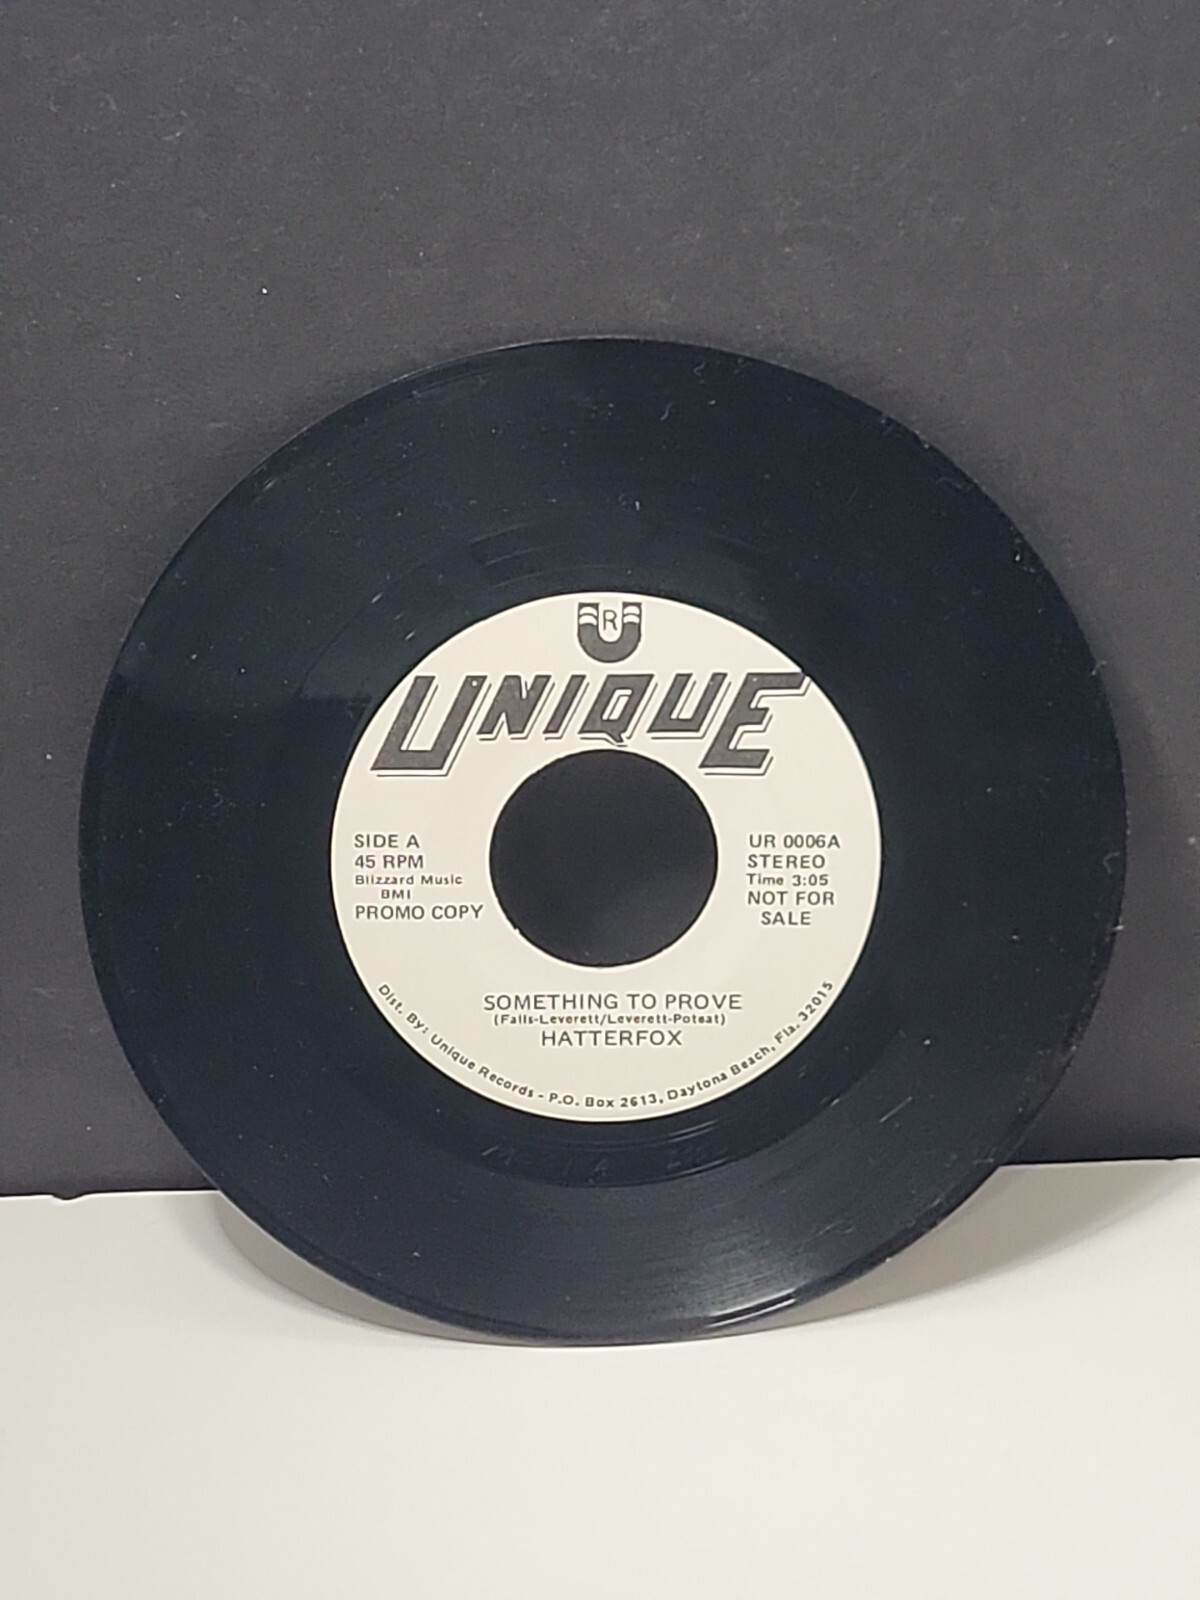 R
UNIQUE
SIDE A
45 RPM
Blizzard Music
BMI
PROMO COPY
UR 0006A
STEREO
Time 3:05
NOT FOR
SALE
SOMETHING TO PROVE
(Falls-Leverett/Leverett-Poteat)
HATTERFOX
Dist. By: Unique Records - P.O. Box 2613, Daytona Beach, Fla. 32015